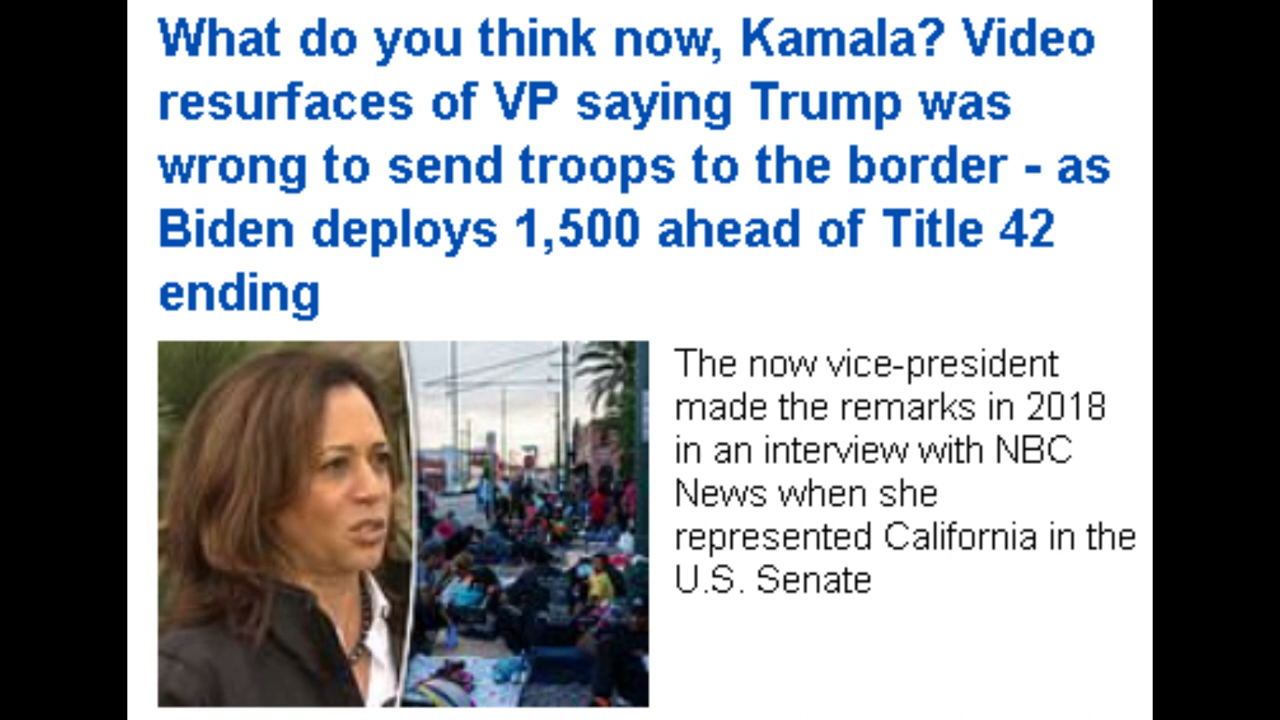 What do you think now, Kamala? Video
resurfaces of VP saying Trump was
wrong to send troops to the border - as
Biden deploys 1,500 ahead of Title 42
ending
The now vice-president
made the remarks in 2018
in an interview with NBC
News when she
represented California in the
U.S. Senate